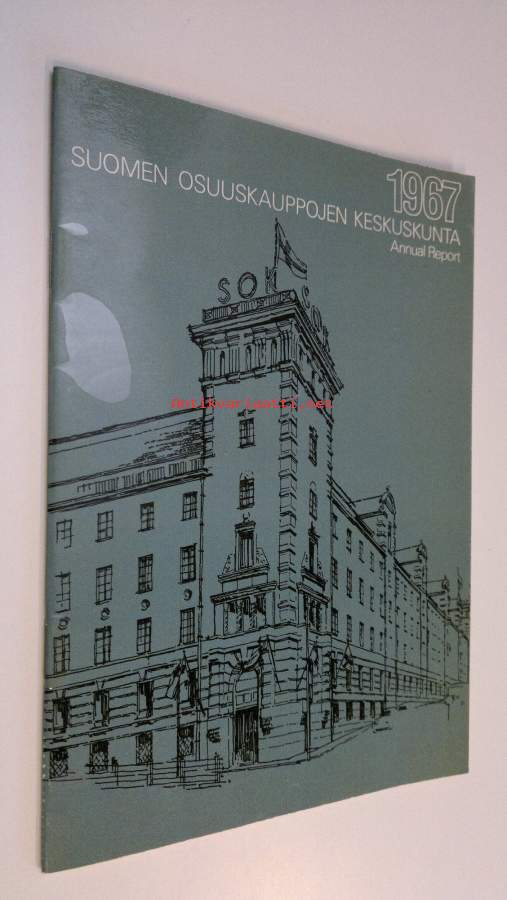 1967
SUOMEN OSUUSKAUPPOJEN KESKUSKUNTA
Annual Report
SOK SOK
Antikvariaatti.net